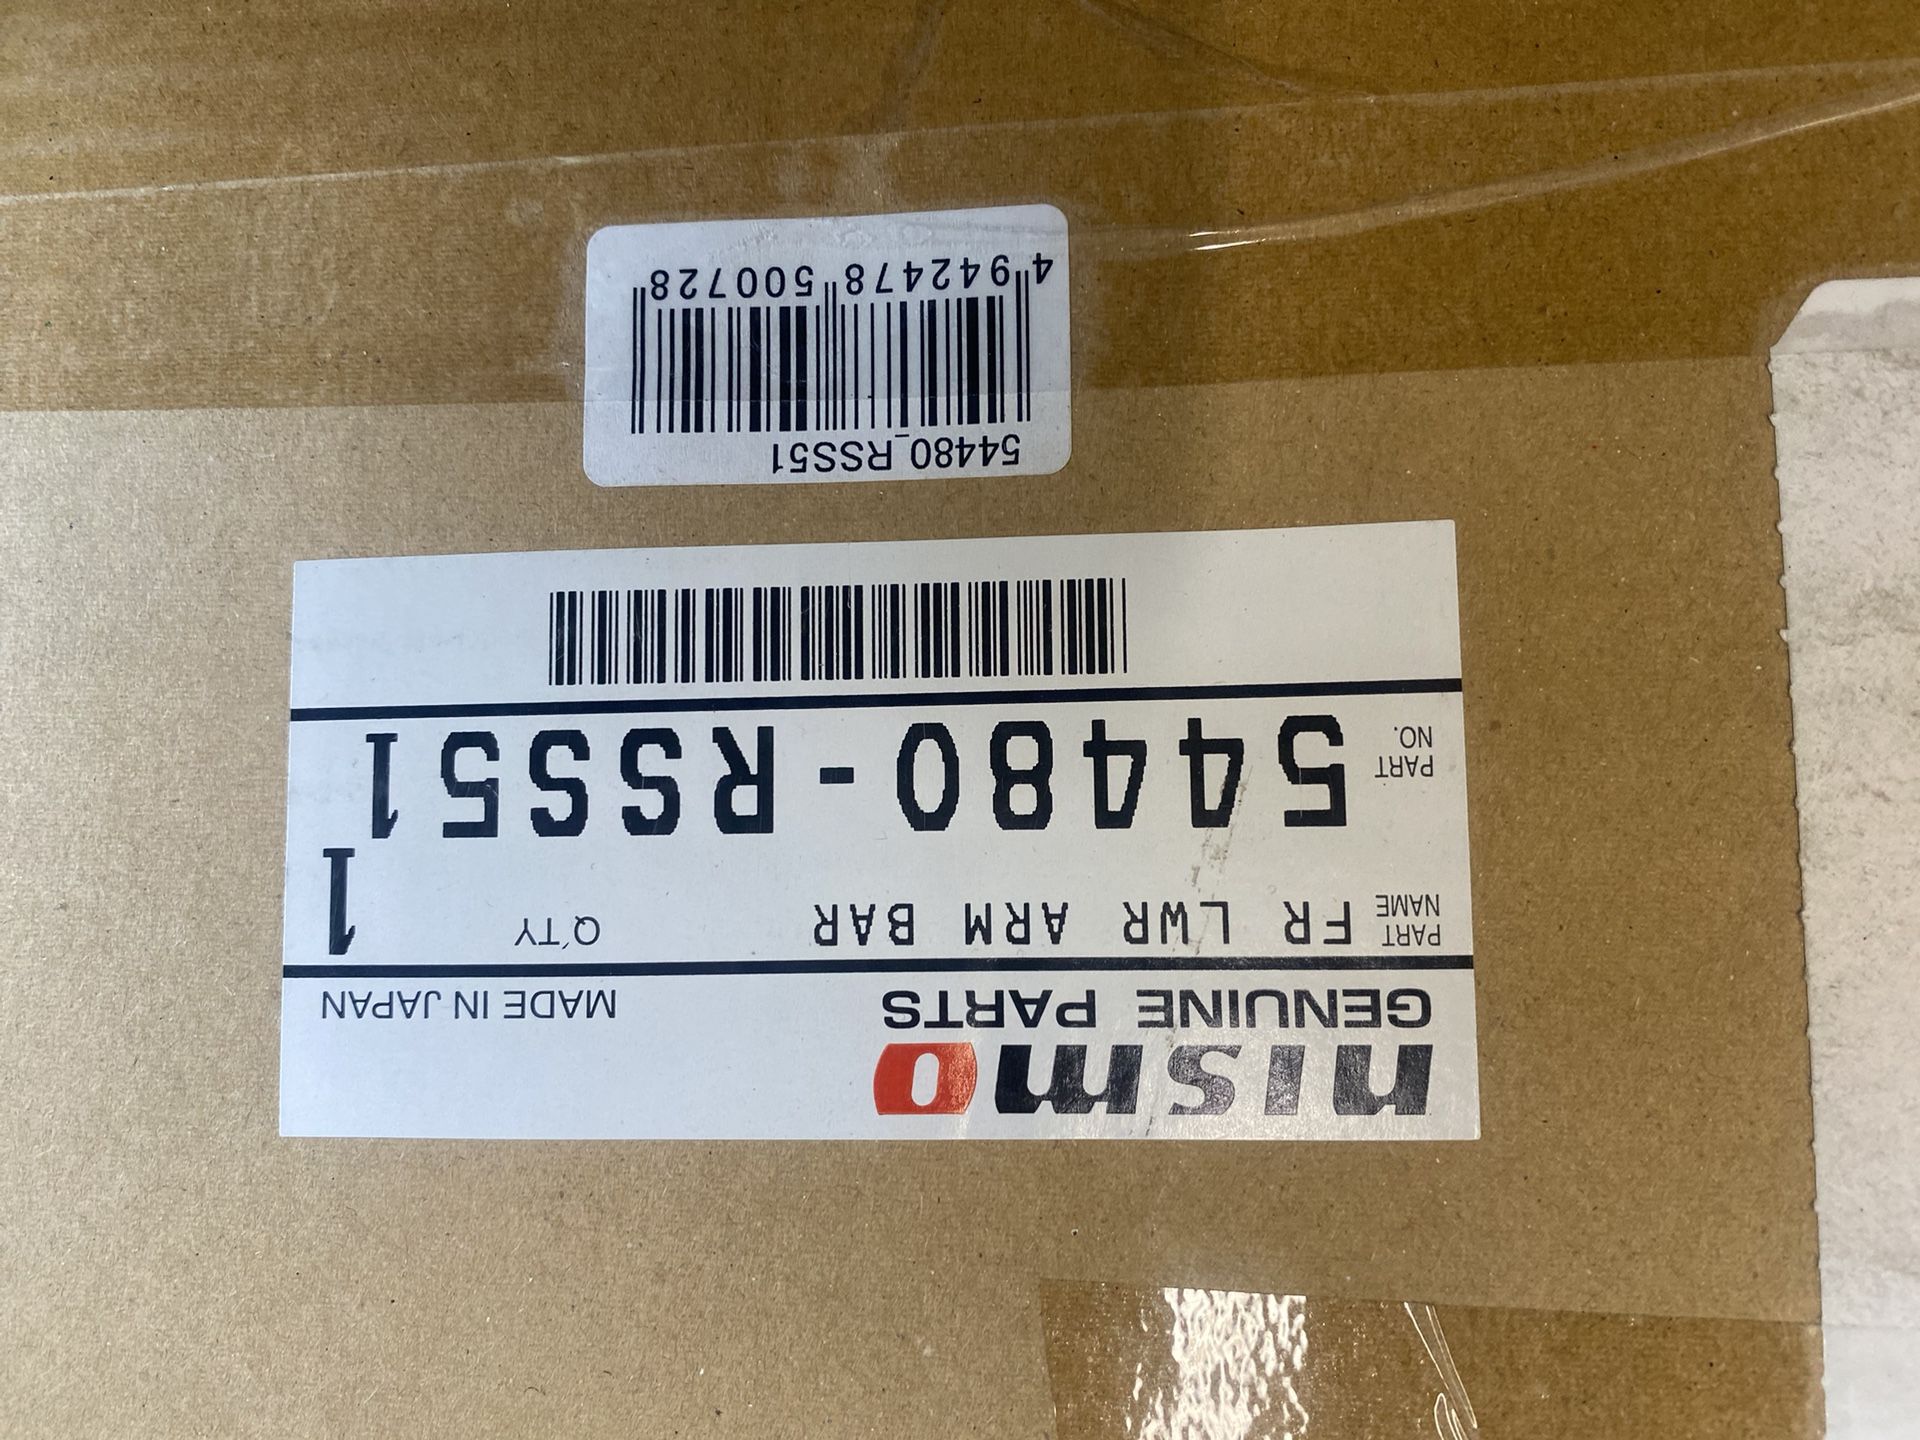 nismo
GENUINE PARTS
MADE IN JAPAN
PART NAME FR LWR ARM BAR Q'TY 1
PART NO. 54480-RSS51
54480_RSS51
4 942478 500728